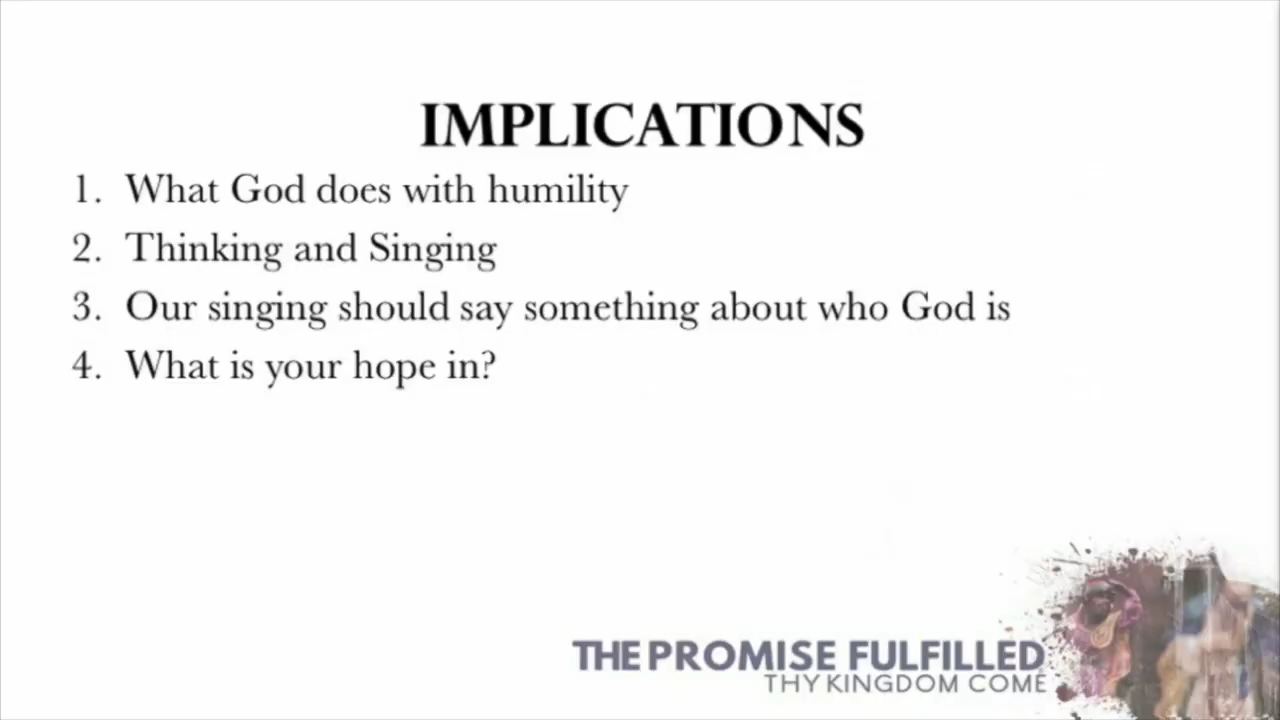 IMPLICATIONS
1. What God does with humility
2. Thinking and Singing
3. Our singing should say something about who God is
4. What is your hope in?
THE PROMISE FULFILLED
THY KINGDOM COME